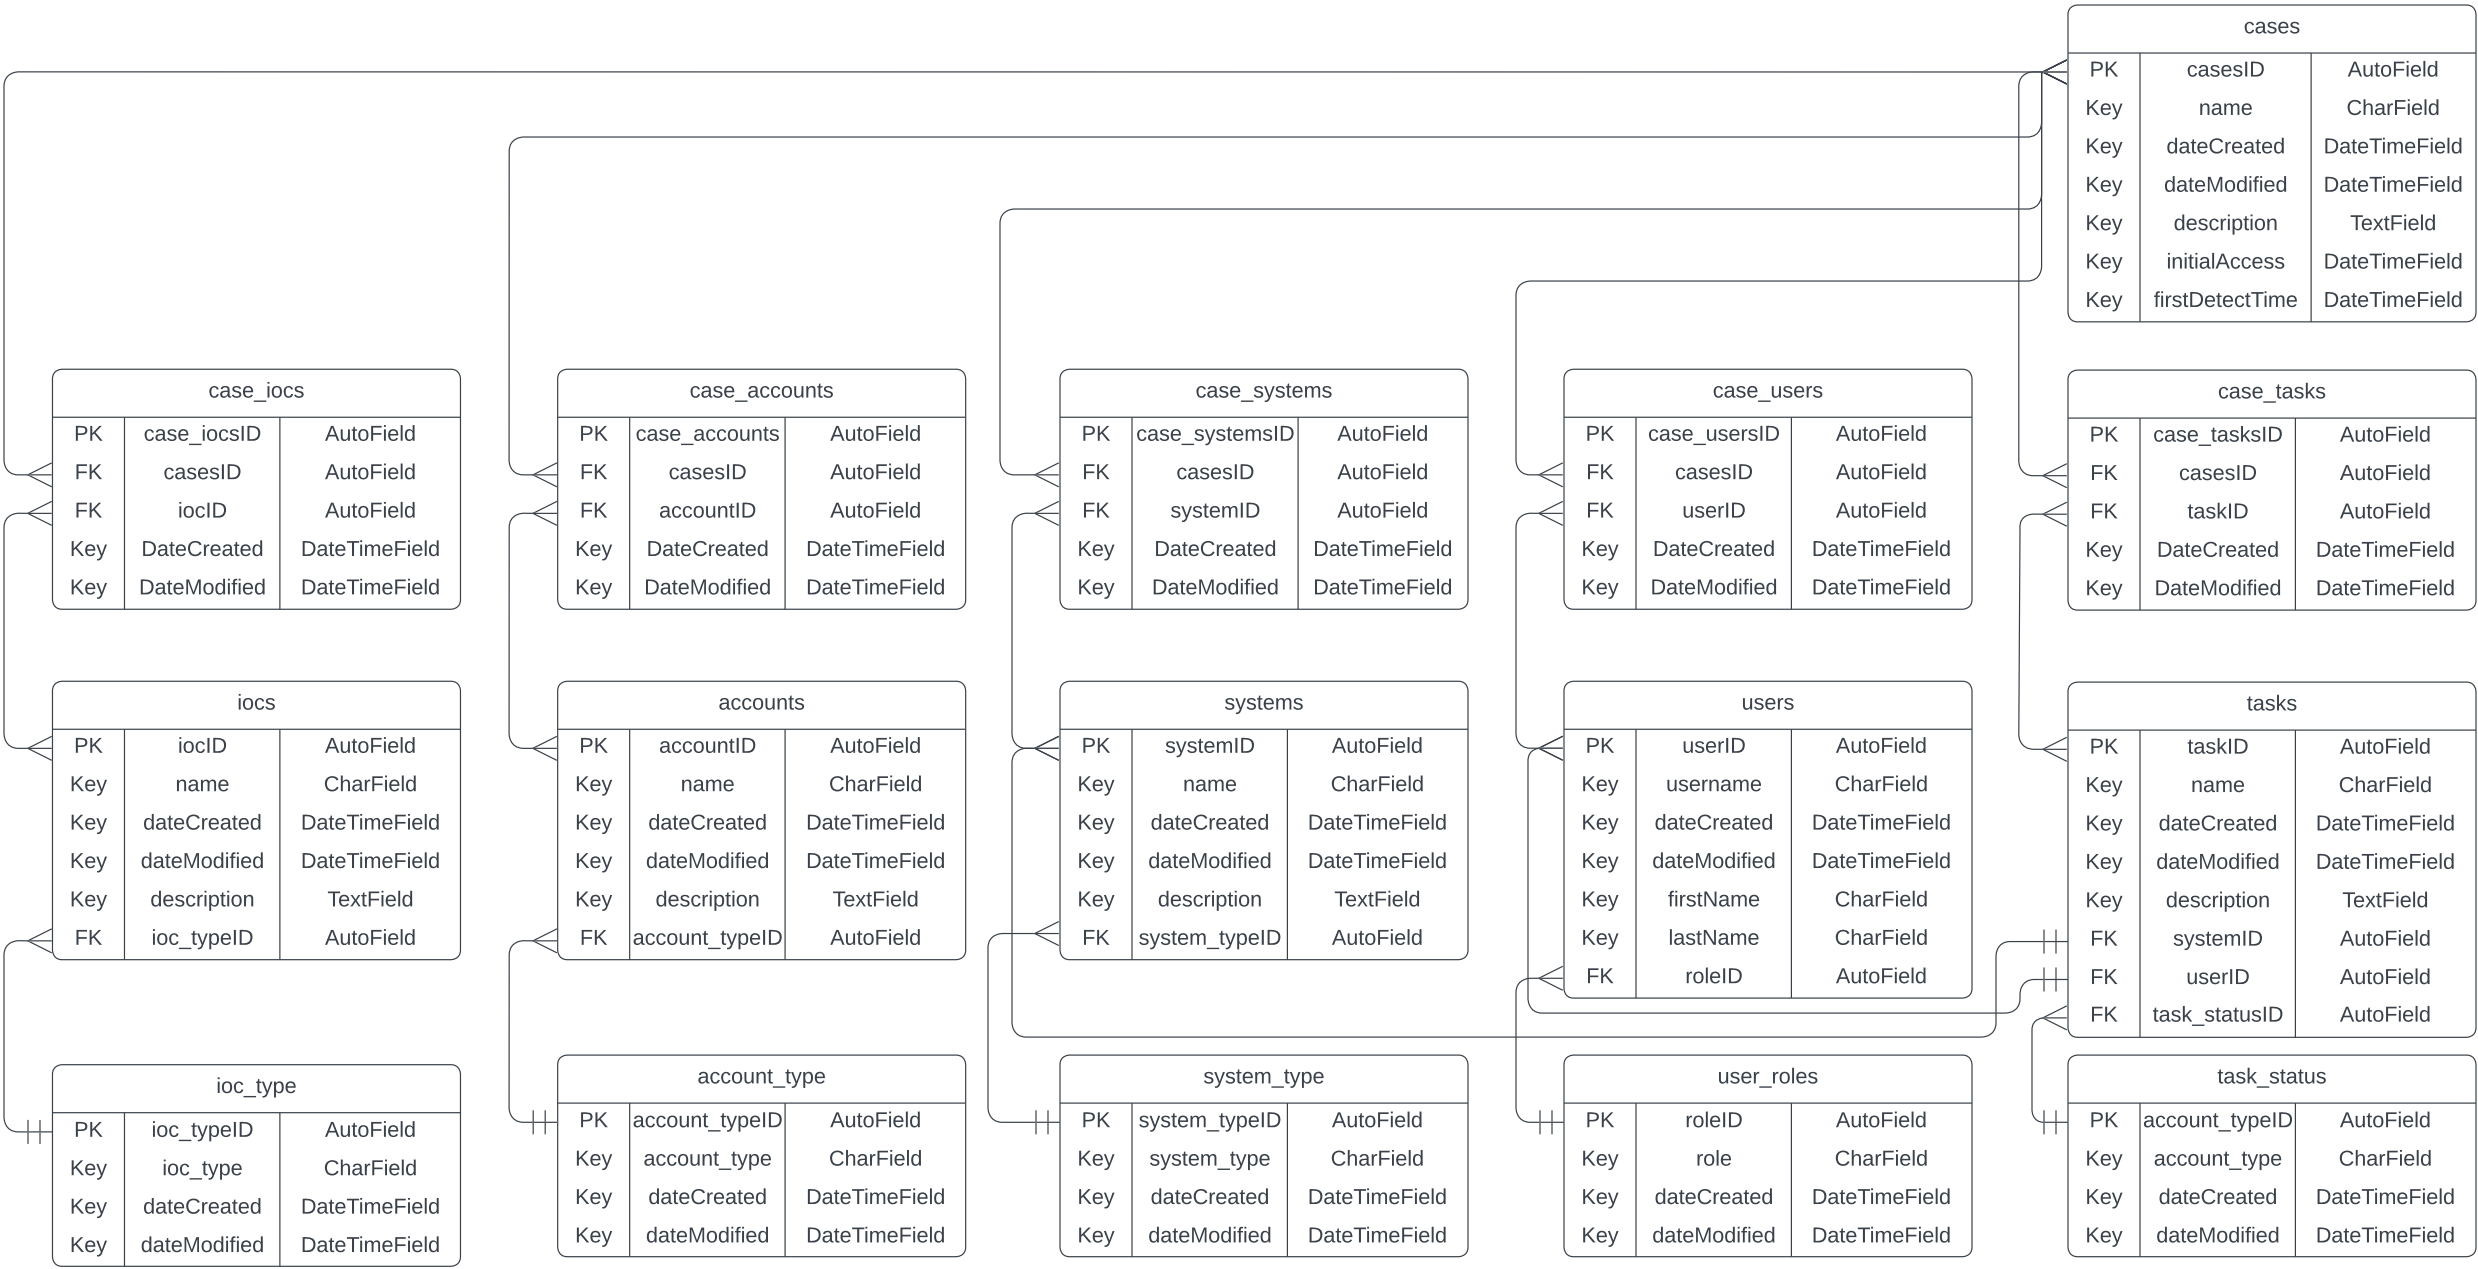 cases
PK casesID AutoField
Key name CharField
Key dateCreated DateTimeField
Key dateModified DateTimeField
Key description TextField
Key initialAccess DateTimeField
Key firstDetectTime DateTimeField
case_iocs
PK case_iocsID AutoField
FK casesID AutoField
FK iocID AutoField
Key DateCreated DateTimeField
Key DateModified DateTimeField
case_accounts
PK case_accounts AutoField
FK casesID AutoField
FK accountID AutoField
Key DateCreated DateTimeField
Key DateModified DateTimeField
case_systems
PK case_systemsID AutoField
FK casesID AutoField
FK systemID AutoField
Key DateCreated DateTimeField
Key DateModified DateTimeField
case_users
PK case_usersID AutoField
FK casesID AutoField
FK userID AutoField
Key DateCreated DateTimeField
Key DateModified DateTimeField
case_tasks
PK case_tasksID AutoField
FK casesID AutoField
FK taskID AutoField
Key DateCreated DateTimeField
Key DateModified DateTimeField
iocs
PK iocID AutoField
Key name CharField
Key dateCreated DateTimeField
Key dateModified DateTimeField
Key description TextField
FK ioc_typeID AutoField
accounts
PK accountID AutoField
Key name CharField
Key dateCreated DateTimeField
Key dateModified DateTimeField
Key description TextField
FK account_typeID AutoField
systems
PK systemID AutoField
Key name CharField
Key dateCreated DateTimeField
Key dateModified DateTimeField
Key description TextField
FK system_typeID AutoField
users
PK userID AutoField
Key username CharField
Key dateCreated DateTimeField
Key dateModified DateTimeField
Key firstName CharField
Key lastName CharField
FK roleID AutoField
tasks
PK taskID AutoField
Key name CharField
Key dateCreated DateTimeField
Key dateModified DateTimeField
Key description TextField
FK systemID AutoField
FK userID AutoField
FK task_statusID AutoField
ioc_type
PK ioc_typeID AutoField
Key ioc_type CharField
Key dateCreated DateTimeField
Key dateModified DateTimeField
account_type
PK account_typeID AutoField
Key account_type CharField
Key dateCreated DateTimeField
Key dateModified DateTimeField
system_type
PK system_typeID AutoField
Key system_type CharField
Key dateCreated DateTimeField
Key dateModified DateTimeField
user_roles
PK roleID AutoField
Key role CharField
Key dateCreated DateTimeField
Key dateModified DateTimeField
task_status
PK account_typeID AutoField
Key account_type CharField
Key dateCreated DateTimeField
Key dateModified DateTimeField